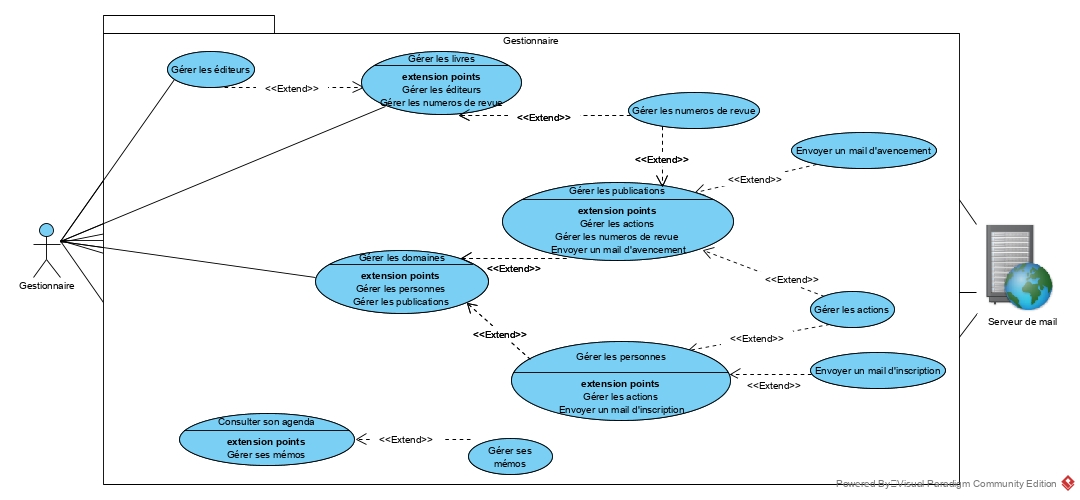 Gestionnaire
Gérer les éditeurs
<<Extend>>
Gérer les livres
extension points
Gérer les éditeurs
Gérer les numeros de revue
<<Extend>>
Gérer les numeros de revue
<<Extend>>
Envoyer un mail d'avencement
<<Extend>>
Gérer les publications
extension points
Gérer les actions
Gérer les numeros de revue
Envoyer un mail d'avencement
Gestionnaire
Gérer les domaines
extension points
Gérer les personnes
Gérer les publications
<<Extend>>
<<Extend>>
Gérer les actions
Serveur de mail
<<Extend>>
<<Extend>>
Gérer les personnes
extension points
Gérer les actions
Envoyer un mail d'inscription
Envoyer un mail d'inscription
<<Extend>>
Consulter son agenda
extension points
Gérer ses mémos
<<Extend>>
Gérer ses
mémos
Powered By Visual Paradigm Community Edition